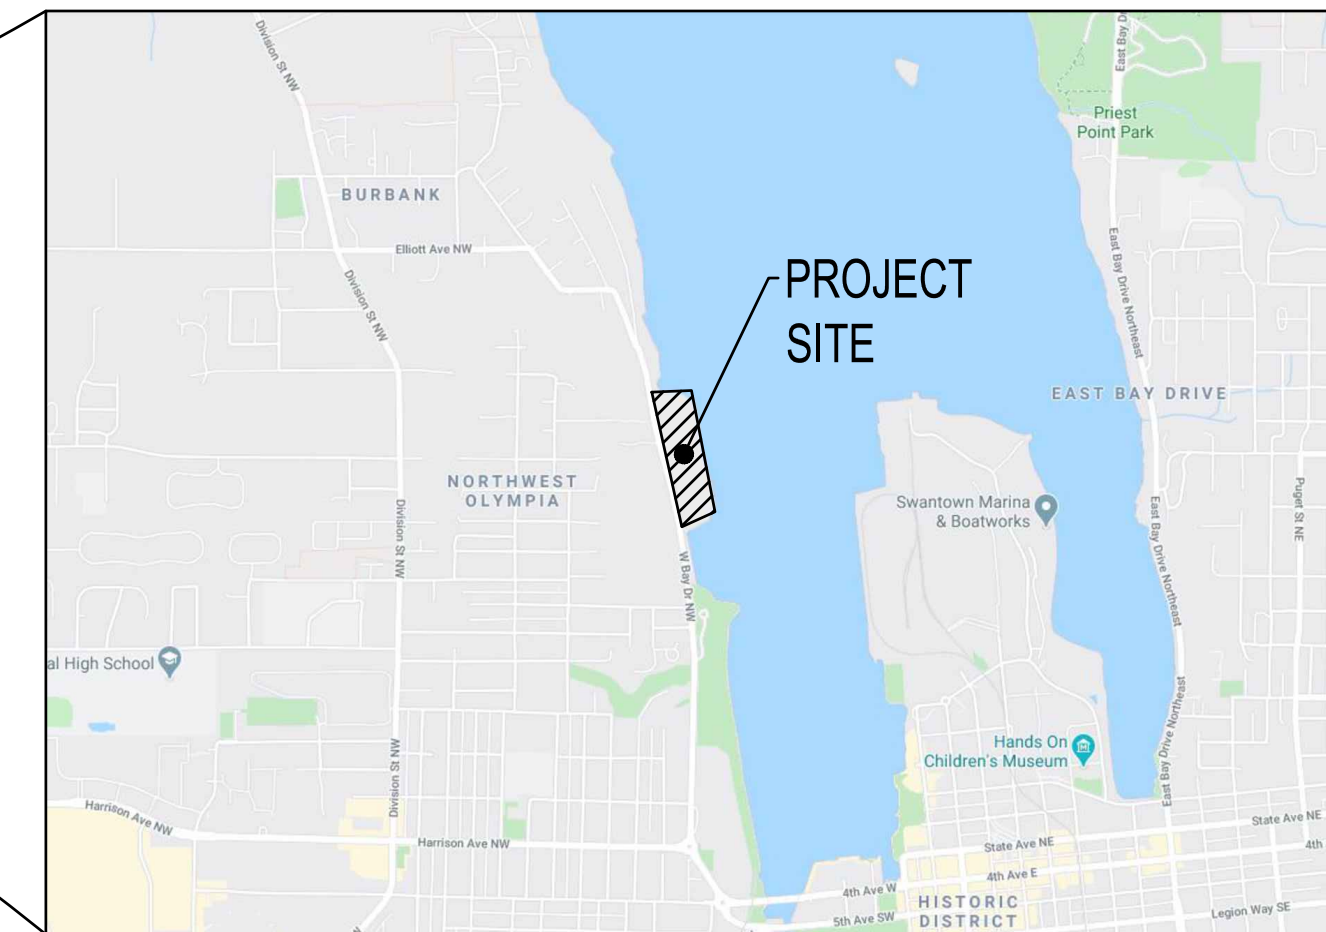 Division St NW
East Bay D
Priest
Point Park
BURBANK
Elliott Ave NW
East Bay Drive Northeast
PROJECT
SITE
Division St NW
EAST BAY DRIVE
NORTHWEST
OLYMPIA
Swantown Marina
& Boatworks
Puget St NE
Division St NW
East Bay Drive Northeast
W Bay Dr NW
al High School
East Bay Drive Northeast
Hands On
Children's Museum
Division St NW
Harrison Ave NW
Harrison Ave NW
State Ave NE
State Ave NE
4th
4th Ave E
4th Ave W
HISTORIC
DISTRICT
5th Ave SW
Legion Way SE